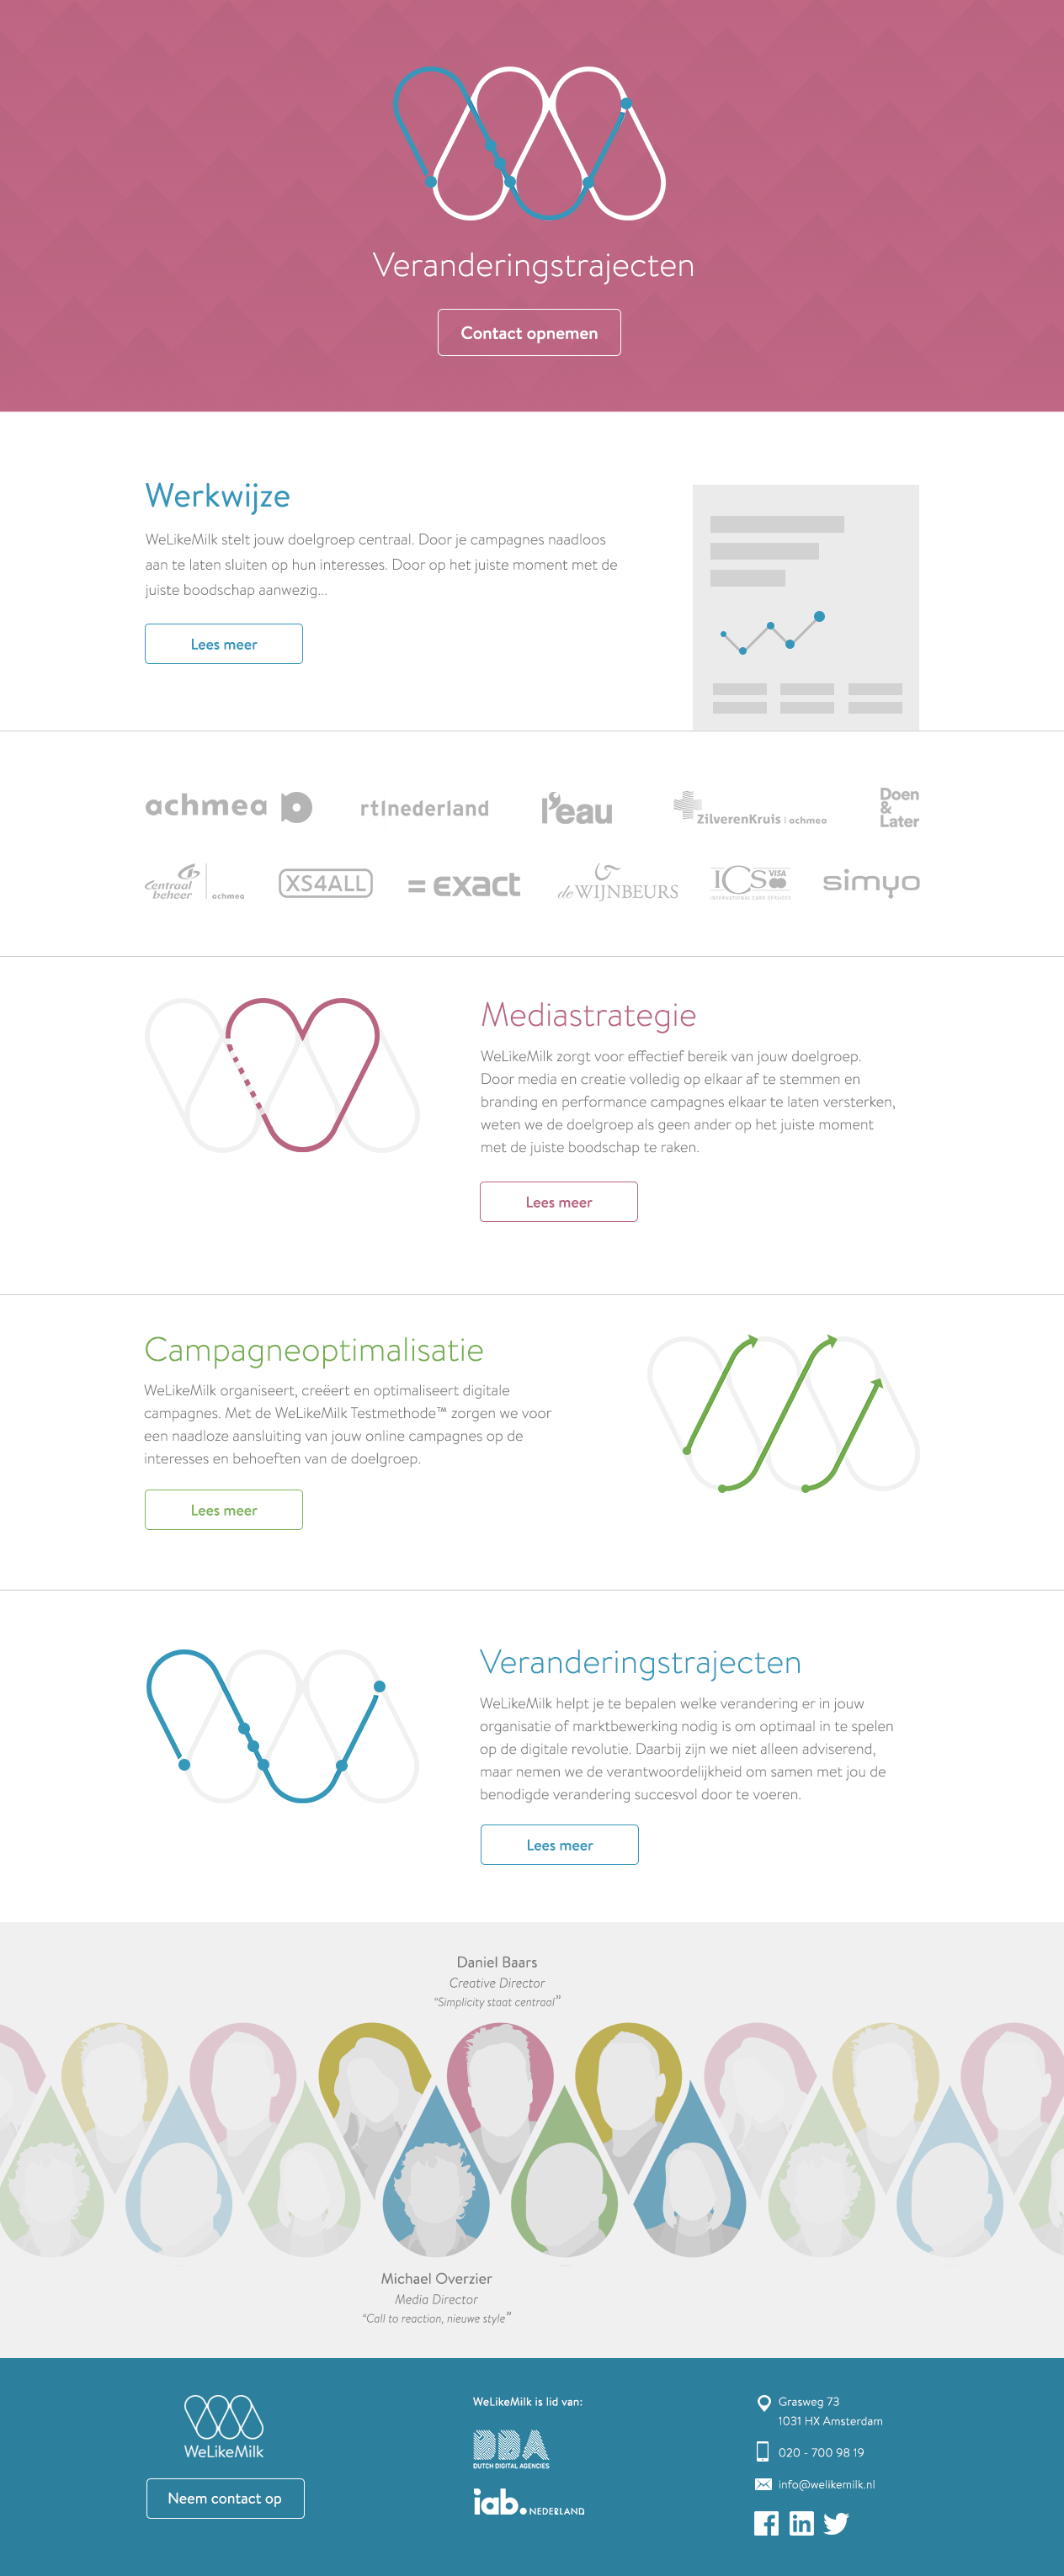 Veranderingstrajecten
Contact opnemen
Werkwijze
WeLikeMilk stelt jouw doelgroep centraal. Door je campagnes naadloos
aan te laten sluiten op hun interesses. Door op het juiste moment met de
juiste boodschap aanwezig...
Lees meer
achmea
rtlnederland
l'eau
ZilverenKruis | achmea
Doen
&
Later
Centraal
beheer
achmea
XS4ALL
= exact
de WIJNBEURS
ICS VISA
INTERNATIONAL CARD SERVICES
simyo
Mediastrategie
WeLikeMilk zorgt voor effectief bereik van jouw doelgroep.
Door media en creatie volledig op elkaar af te stemmen en
branding en performance campagnes elkaar te laten versterken,
weten we de doelgroep als geen ander op het juiste moment
met de juiste boodschap te raken.
Lees meer
Campagneoptimalisatie
WeLikeMilk organiseert, creëert en optimaliseert digitale
campagnes. Met de WeLikeMilk Testmethode™ zorgen we voor
een naadloze aansluiting van jouw online campagnes op de
interesses en behoeften van de doelgroep.
Lees meer
Veranderingstrajecten
WeLikeMilk helpt je te bepalen welke verandering er in jouw
organisatie of marktbewerking nodig is om optimaal in te spelen
op de digitale revolutie. Daarbij zijn we niet alleen adviserend,
maar nemen we de verantwoordelijkheid om samen met jou de
benodigde verandering succesvol door te voeren.
Lees meer
Daniel Baars
Creative Director
“Simplicity staat centraal”
Michael Overzier
Media Director
“Call to reaction, nieuwe style”
WeLikeMilk
Neem contact op
WeLikeMilk is lid van:
DDA
DUTCH DIGITAL AGENCIES
iab. NEDERLAND
Grasweg 73
1031 HX Amsterdam
020 - 700 98 19
info@welikemilk.nl